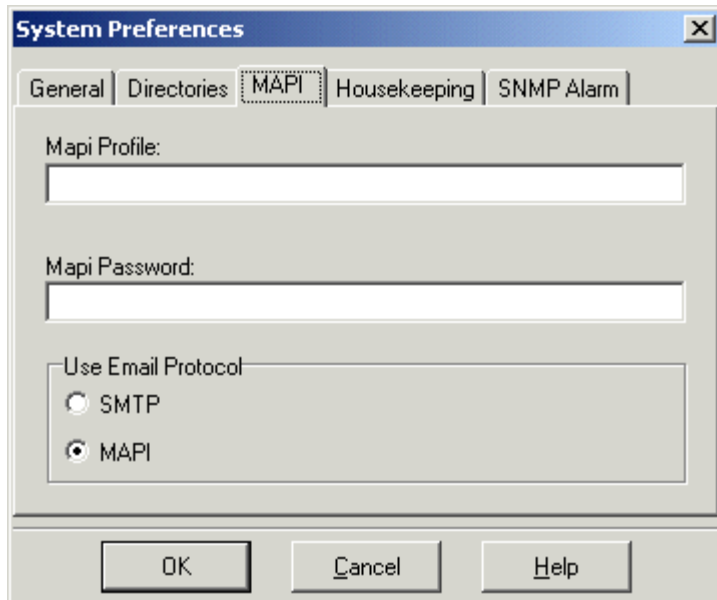 System Preferences
General Directories MAPI Housekeeping SNMP Alarm
Mapi Profile:
Mapi Password:
Use Email Protocol
SMTP
MAPI
OK Cancel Help